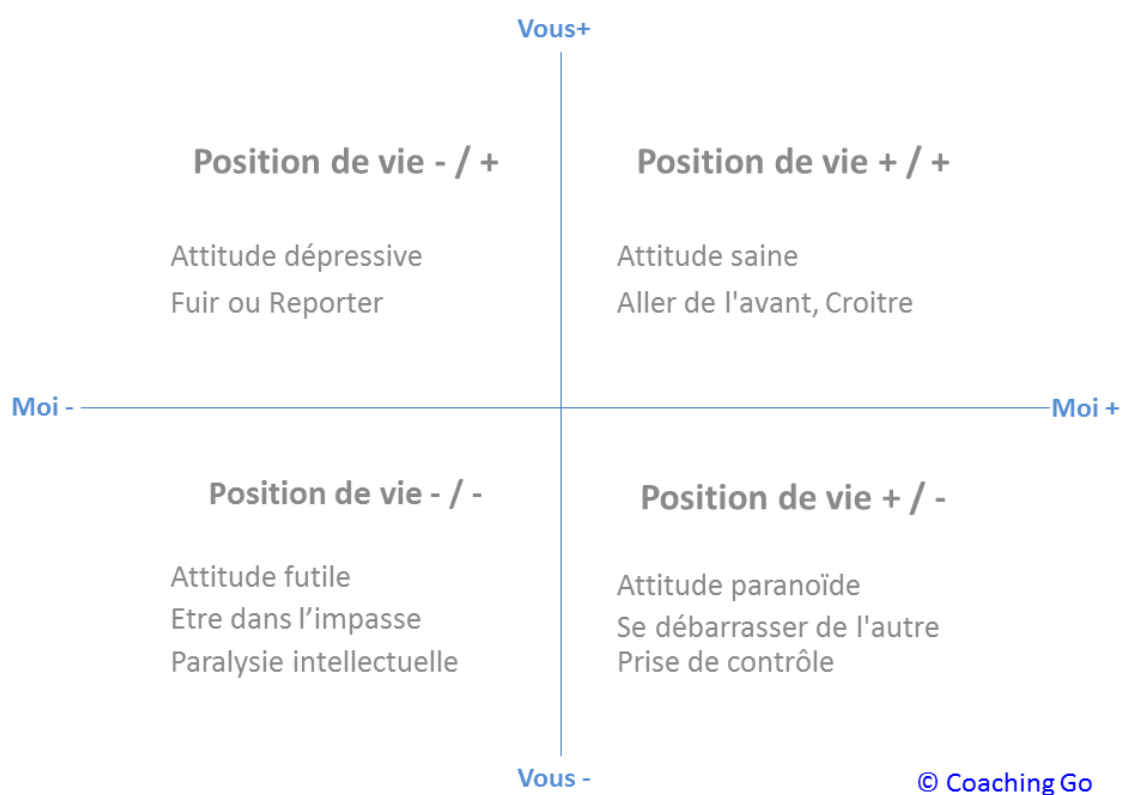 Vous+
Position de vie - / +
Attitude dépressive
Fuir ou Reporter
Position de vie + / +
Attitude saine
Aller de l'avant, Croitre
Moi -
Moi +
Position de vie - / -
Attitude futile
Etre dans l’impasse
Paralysie intellectuelle
Position de vie + / -
Attitude paranoïde
Se débarrasser de l'autre
Prise de contrôle
Vous -
© Coaching Go